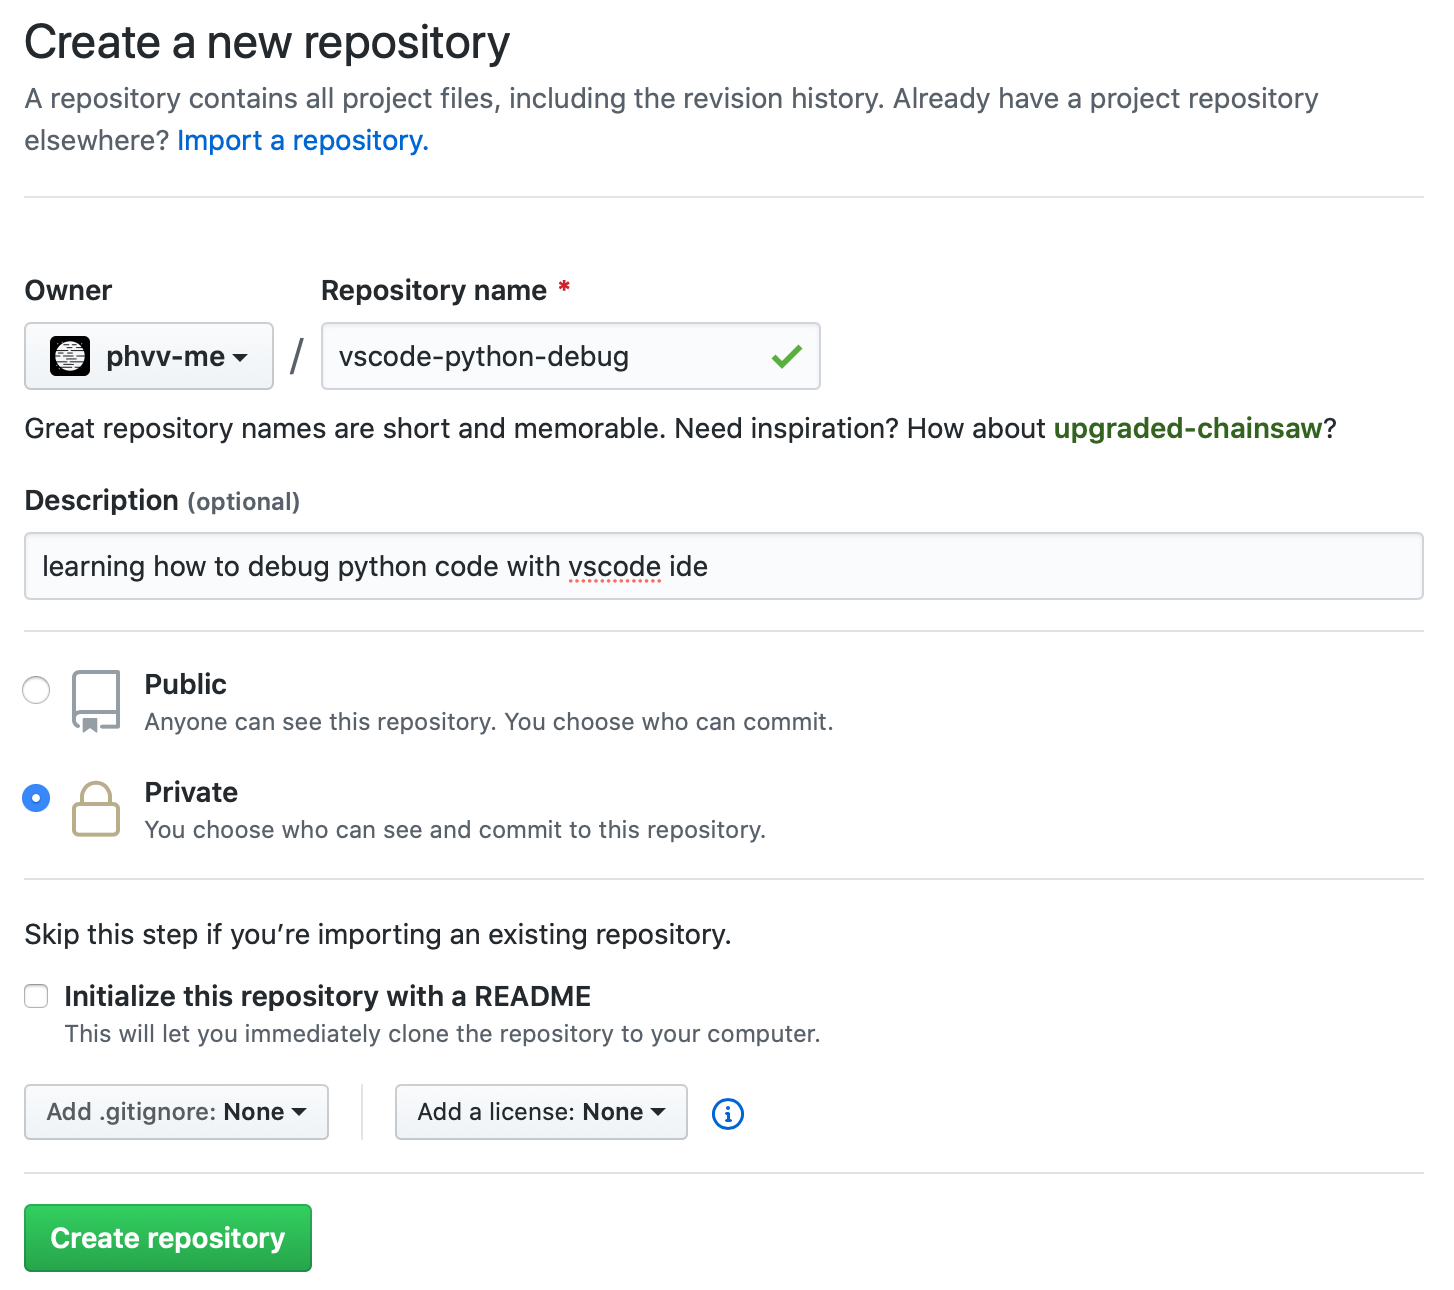 Create a new repository
A repository contains all project files, including the revision history. Already have a project repository
elsewhere? Import a repository.
Owner
Repository name *
phvv-me
/
vscode-python-debug
Great repository names are short and memorable. Need inspiration? How about upgraded-chainsaw?
Description (optional)
learning how to debug python code with vscode ide
Public
Anyone can see this repository. You choose who can commit.
Private
You choose who can see and commit to this repository.
Skip this step if you’re importing an existing repository.
Initialize this repository with a README
This will let you immediately clone the repository to your computer.
Add .gitignore: None
Add a license: None
Create repository